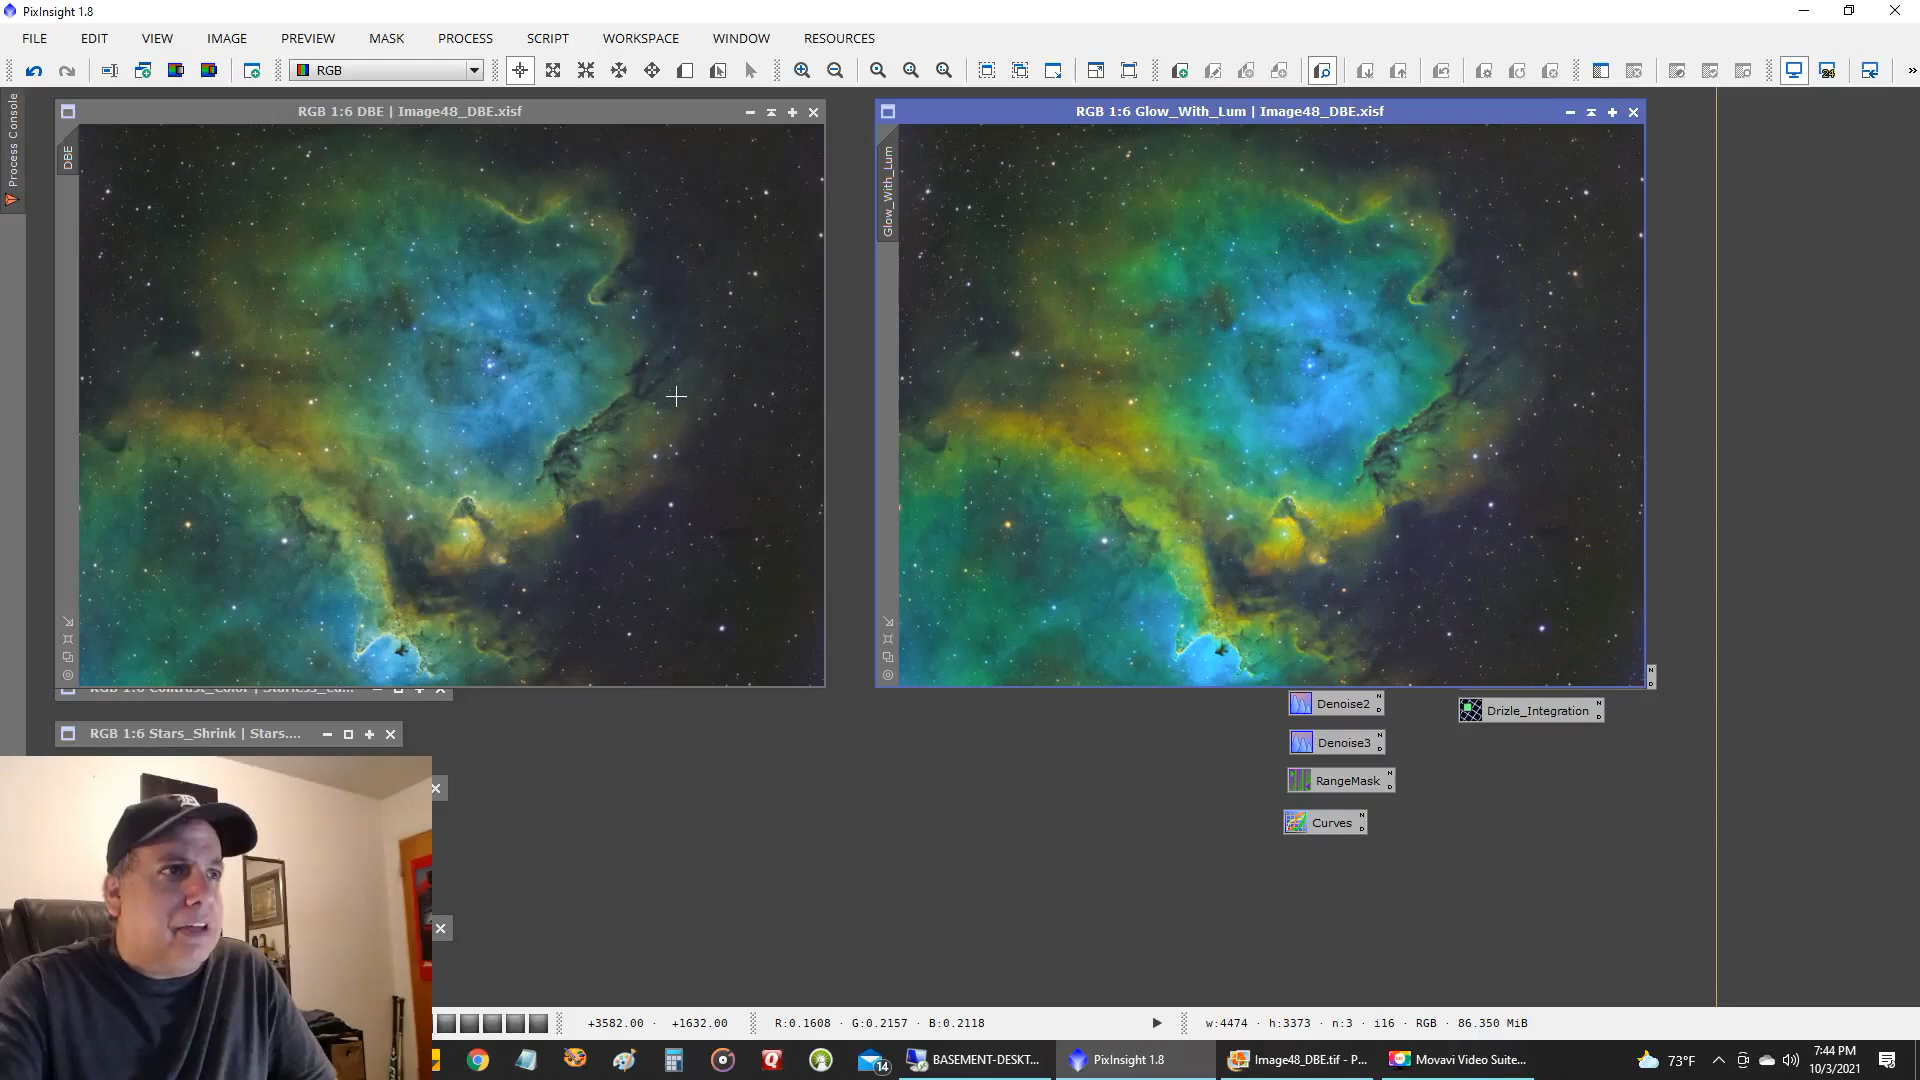 PixInsight 1.8
FILE EDIT VIEW IMAGE PREVIEW MASK PROCESS SCRIPT WORKSPACE WINDOW RESOURCES
RGB
24
Process Console
RGB 1:6 DBE | Image48_DBE.xisf
DBE
RGB 1:6 Glow_With_Lum | Image48_DBE.xisf
Glow_With_Lum
RGB 1:6 Stars_Shrink | Stars....
Denoise2
Drizle_Integration
Denoise3
RangeMask
Curves
+3582.00 · +1632.00
R:0.1608 · G:0.2157 · B:0.2118
w:4474 · h:3373 · n:3 · i16 · RGB · 86.350 MiB
14
BASEMENT-DESKT...
PixInsight 1.8
Image48_DBE.tif - P...
Movavi Video Suite...
73°F
7:44 PM
10/3/2021